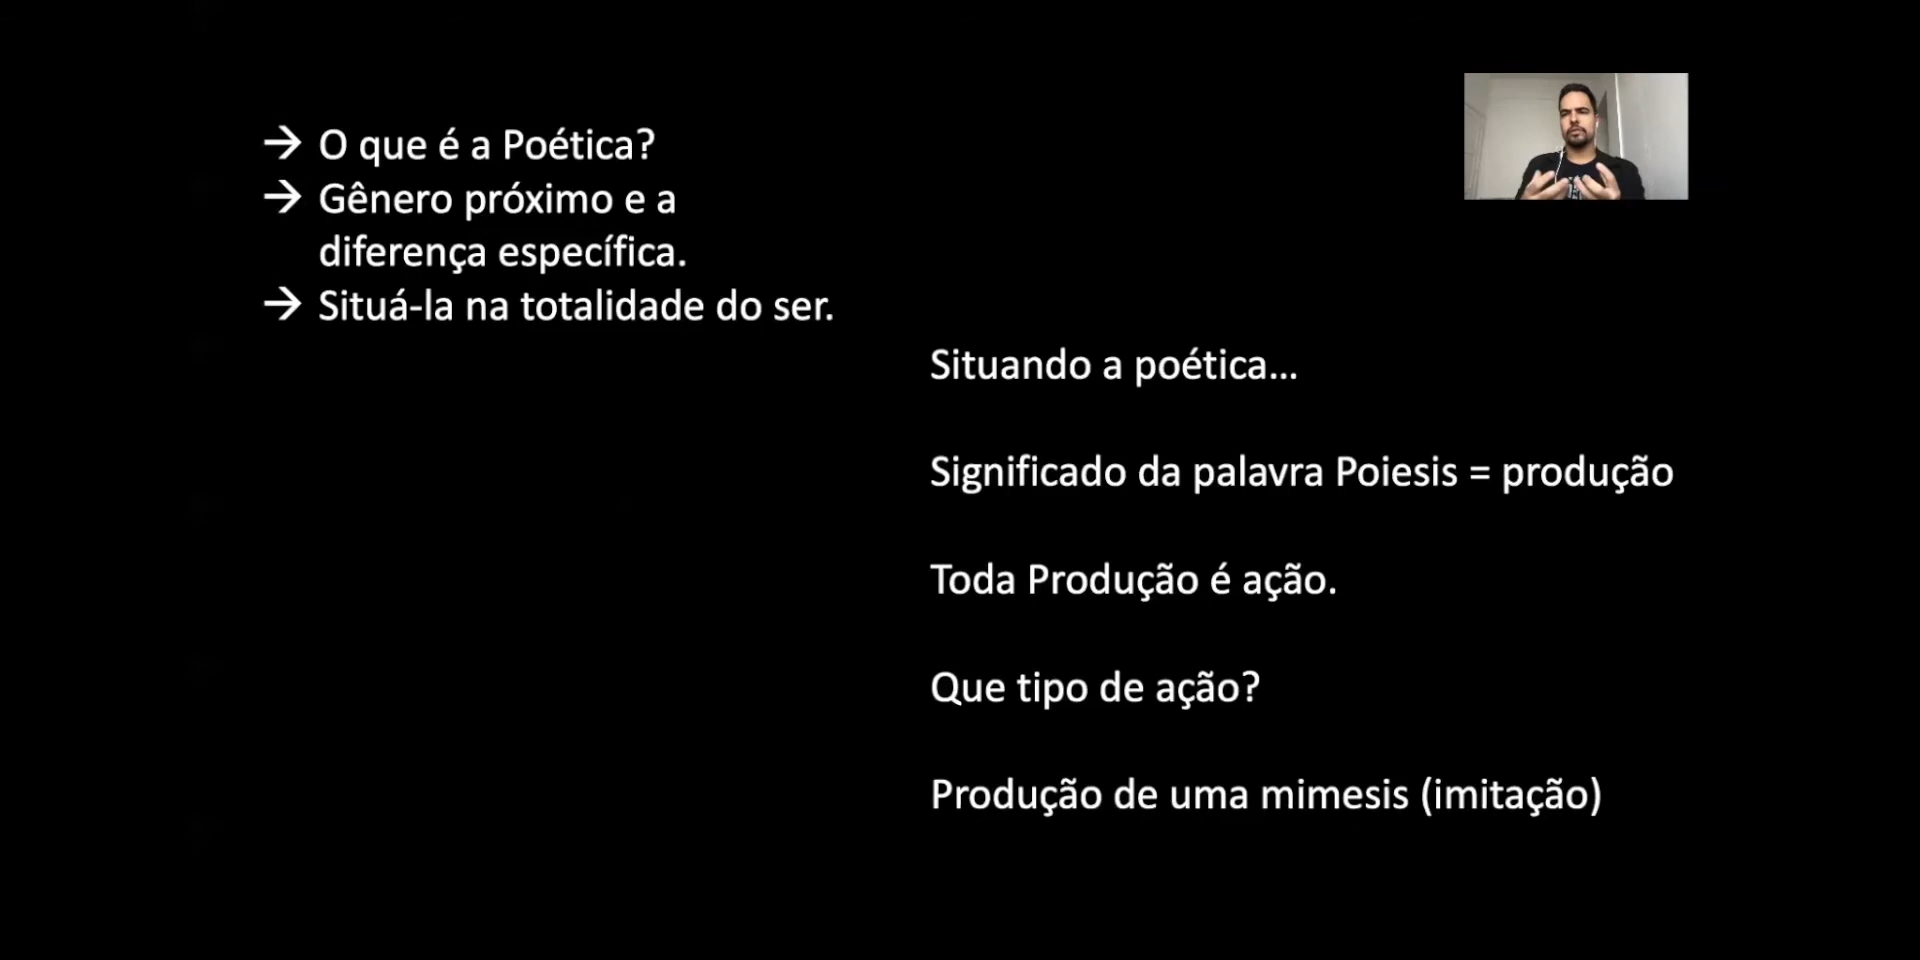 → O que é a Poética?
→ Gênero próximo e a
diferença específica.
→ Situá-la na totalidade do ser.
Situando a poética...
Significado da palavra Poiesis = produção
Toda Produção é ação.
Que tipo de ação?
Produção de uma mimesis (imitação)